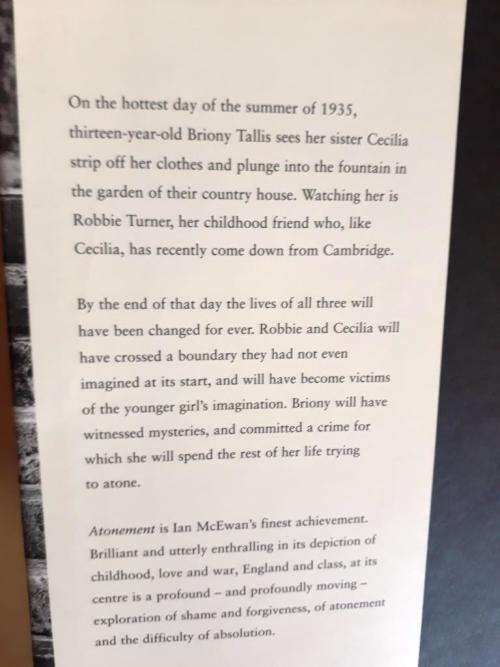 On the hottest day of the summer of 1935,
thirteen-year-old Briony Tallis sees her sister Cecilia
strip off her clothes and plunge into the fountain in
the garden of their country house. Watching her is
Robbie Turner, her childhood friend who, like
Cecilia, has recently come down from Cambridge.
By the end of that day the lives of all three will
have been changed for ever. Robbie and Cecilia will
have crossed a boundary they had not even
imagined at its start, and will have become victims
of the younger girl's imagination. Briony will have
witnessed mysteries, and committed a crime for
which she will spend the rest of her life trying
to atone.
Atonement is Ian McEwan's finest achievement.
Brilliant and utterly enthralling in its depiction of
childhood, love and war, England and class, at its
centre is a profound – and profoundly moving –
exploration of shame and forgiveness, of atonement
and the difficulty of absolution.